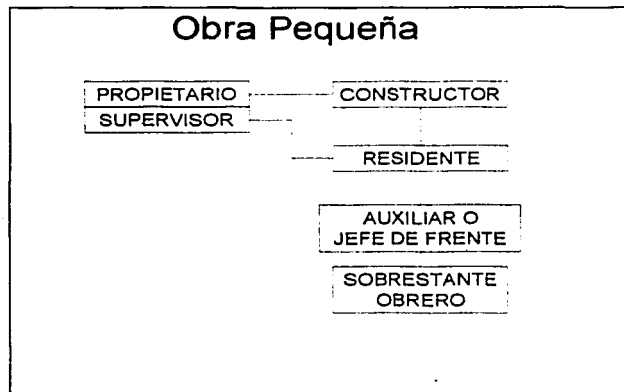 Obra Pequeña
PROPIETARIO
CONSTRUCTOR
SUPERVISOR
RESIDENTE
AUXILIAR O
JEFE DE FRENTE
SOBRESTANTE
OBRERO